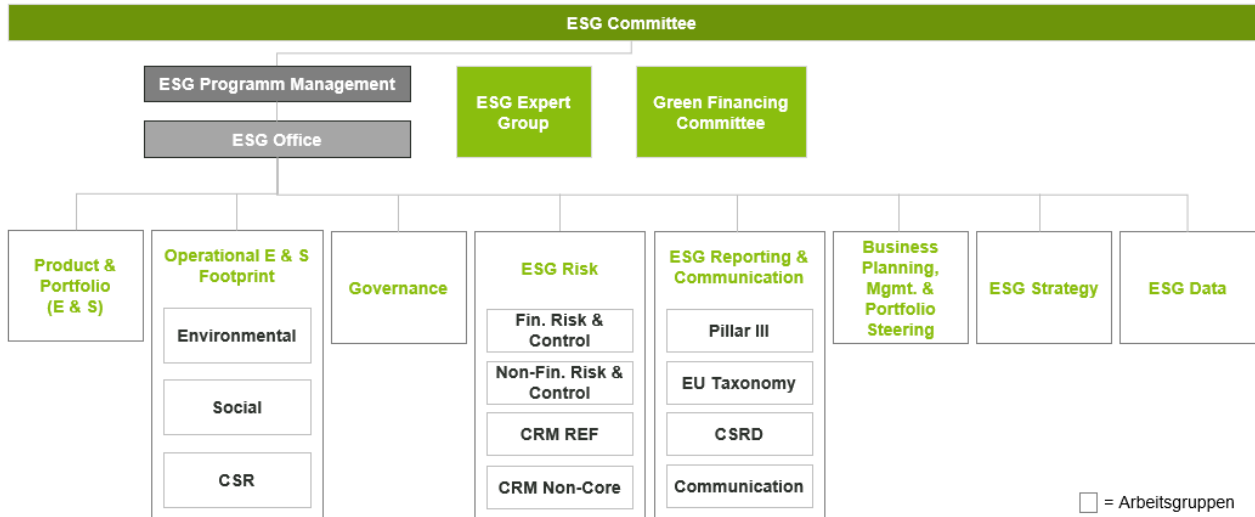 ESG Committee
ESG Programm Management
ESG Office
ESG Expert
Group
Green Financing
Committee
Product &
Portfolio
(E & S)
Operational E & S
Footprint
Environmental
Social
CSR
Governance
ESG Risk
Fin. Risk &
Control
Non-Fin. Risk &
Control
CRM REF
CRM Non-Core
ESG Reporting &
Communication
Pillar III
EU Taxonomy
CSRD
Communication
Business
Planning,
Mgmt. &
Portfolio
Steering
ESG Strategy
ESG Data
= Arbeitsgruppen